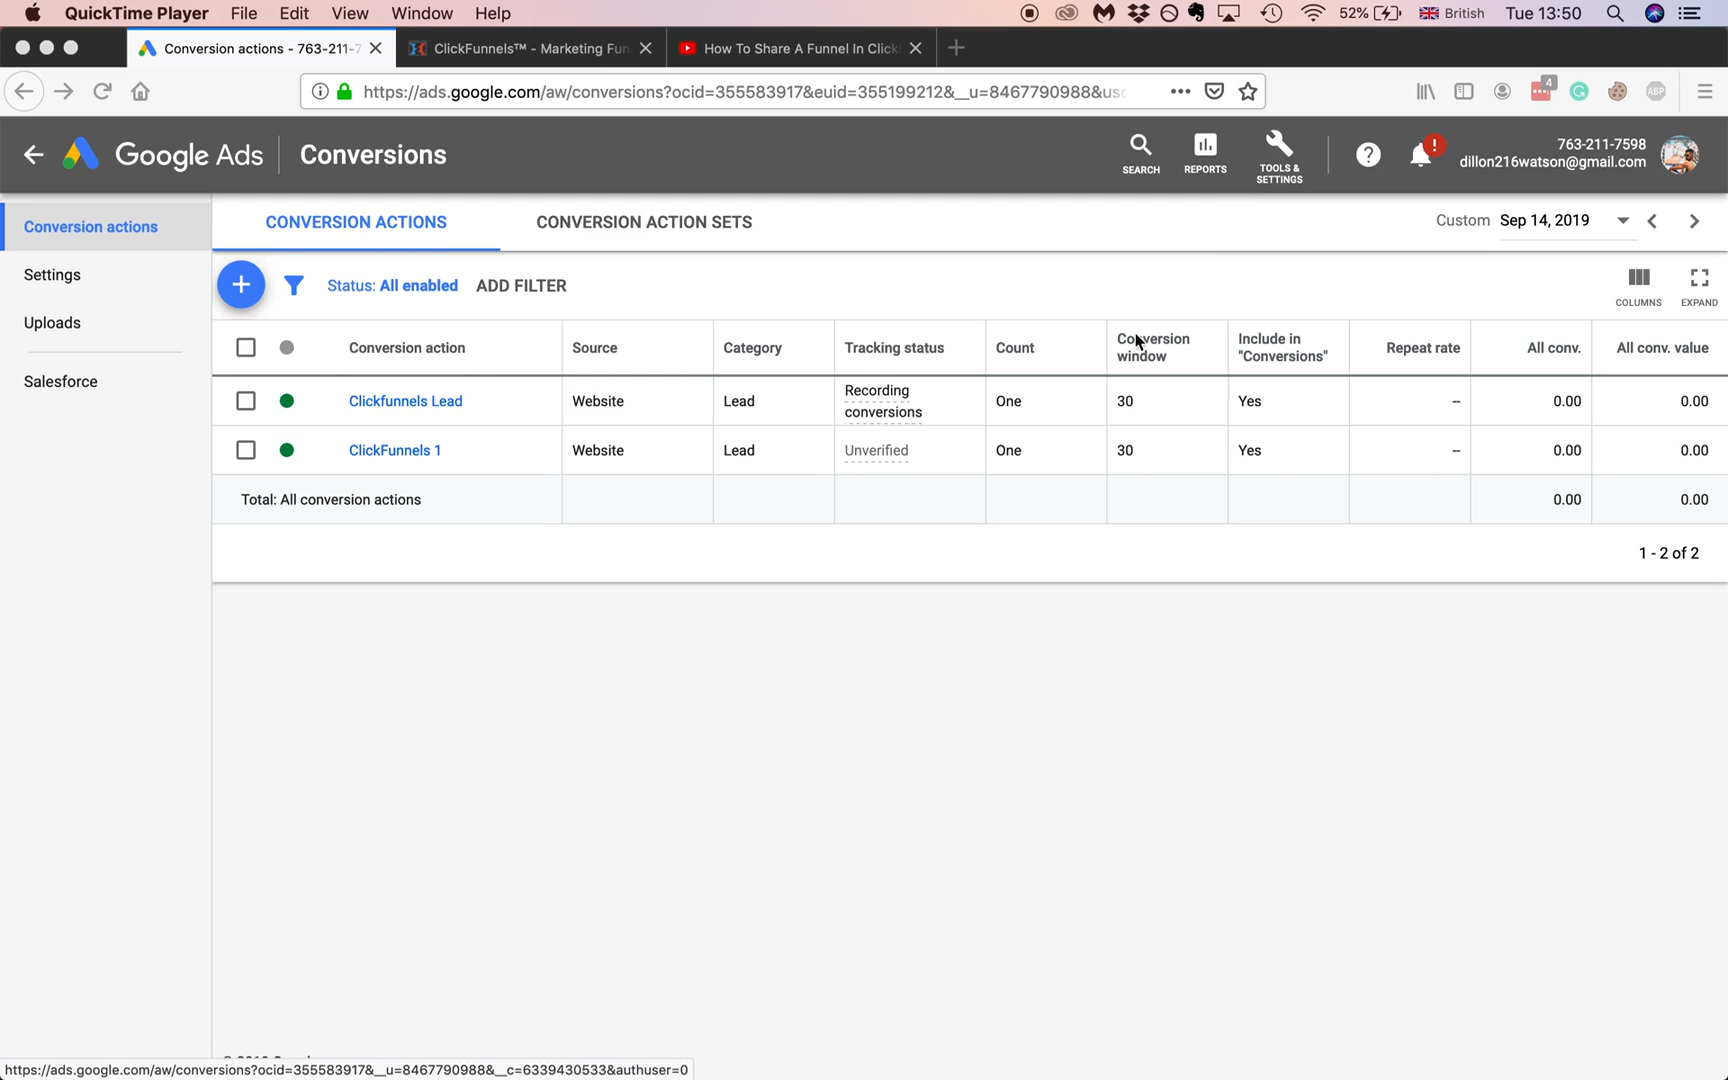 QuickTime Player File Edit View Window Help 52% British Tue 13:50
Conversion actions - 763-211-7 ClickFunnels™ - Marketing Fun How To Share A Funnel In Click
https://ads.google.com/aw/conversions?ocid=355583917&euid=355199212&__u=8467790988&usc
4
ABP
Google Ads Conversions
SEARCH REPORTS TOOLS & SETTINGS
?
!
763-211-7598
dillon216watson@gmail.com
Conversion actions
Settings
Uploads
Salesforce
CONVERSION ACTIONS CONVERSION ACTION SETS Custom Sep 14, 2019
Status: All enabled ADD FILTER COLUMNS EXPAND
Conversion action Source Category Tracking status Count Conversion window Include in "Conversions" Repeat rate All conv. All conv. value
Clickfunnels Lead Website Lead Recording conversions One 30 Yes – 0.00 0.00
ClickFunnels 1 Website Lead Unverified One 30 Yes – 0.00 0.00
Total: All conversion actions 0.00 0.00
1 - 2 of 2
https://ads.google.com/aw/conversions?ocid=355583917&__u=8467790988&__c=6339430533&authuser=0